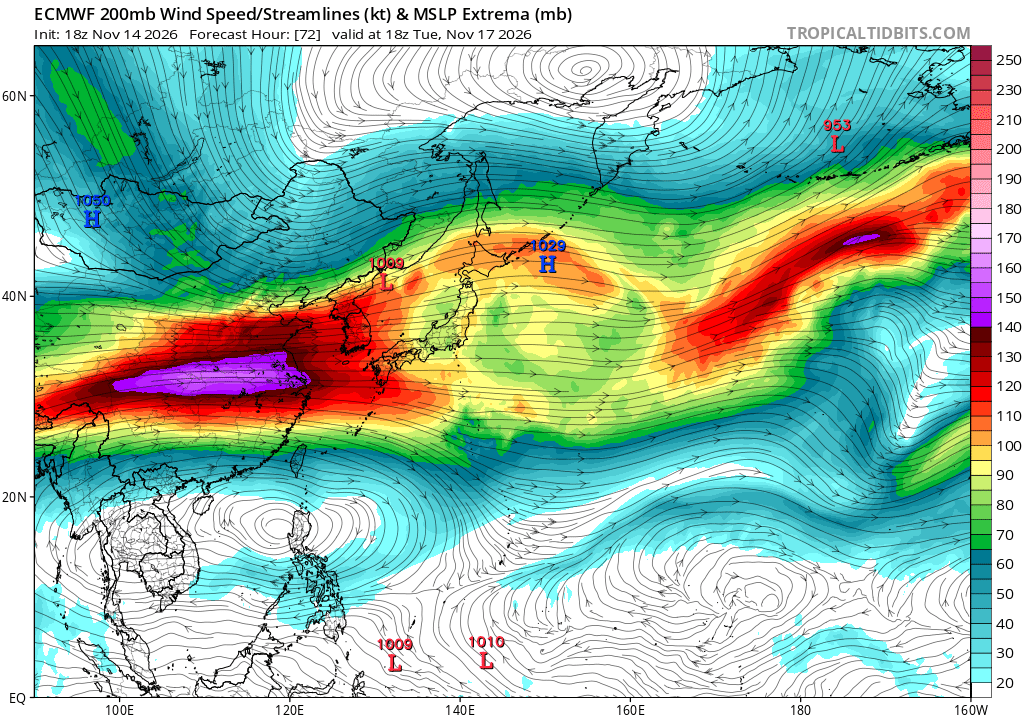 ECMWF 200mb Wind Speed/Streamlines (kt) & MSLP Extrema (mb)
Init: 18z Nov 14 2026 Forecast Hour: [72] valid at 18z Tue, Nov 17 2026
TROPICALTIDBITS.COM
60N
40N
20N
EQ
100E
120E
140E
160E
180
160W
953
L
1050
H
1029
H
L
1009
L
1010
L
250
230
210
200
190
180
170
160
150
140
130
120
110
100
90
80
70
60
50
40
30
20